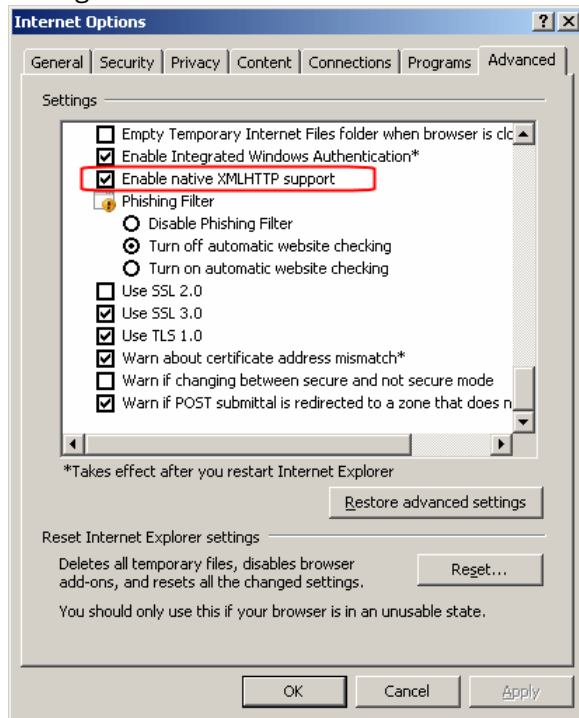 Internet Options
General Security Privacy Content Connections Programs Advanced
Settings
Empty Temporary Internet Files folder when browser is clo
Enable Integrated Windows Authentication*
Enable native XMLHTTP support
Phishing Filter
Disable Phishing Filter
Turn off automatic website checking
Turn on automatic website checking
Use SSL 2.0
Use SSL 3.0
Use TLS 1.0
Warn about certificate address mismatch*
Warn if changing between secure and not secure mode
Warn if POST submittal is redirected to a zone that does n
*Takes effect after you restart Internet Explorer
Restore advanced settings
Reset Internet Explorer settings
Deletes all temporary files, disables browser
add-ons, and resets all the changed settings.
Reset...
You should only use this if your browser is in an unusable state.
OK Cancel Apply